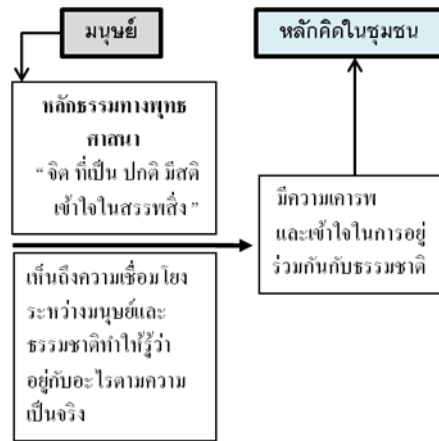 มนุษย์
หลักคิดในชุมชน
หลักธรรมทางพุทธ
ศาสนา
“ จิต ที่เป็น ปกติ มีสติ
เข้าใจในสรรพสิ่ง ”
เห็นถึงความเชื่อมโยง
ระหว่างมนุษย์และ
ธรรมชาติทำให้รู้ว่า
อยู่กับอะไรตามความ
เป็นจริง
มีความเคารพ
และเข้าใจในการอยู่
ร่วมกันกับธรรมชาติ